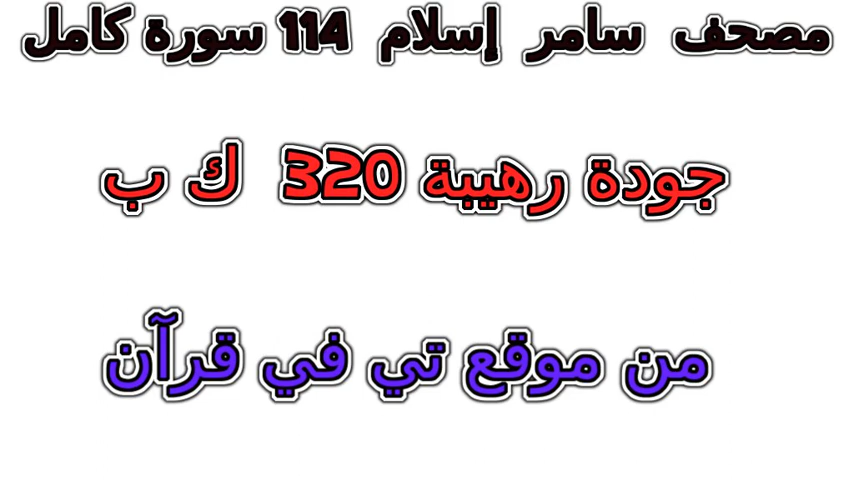 مصحف سامر إسلام 114 سورة كامل
جودة رهيبة 320 ك ب
من موقع تي في قرآن